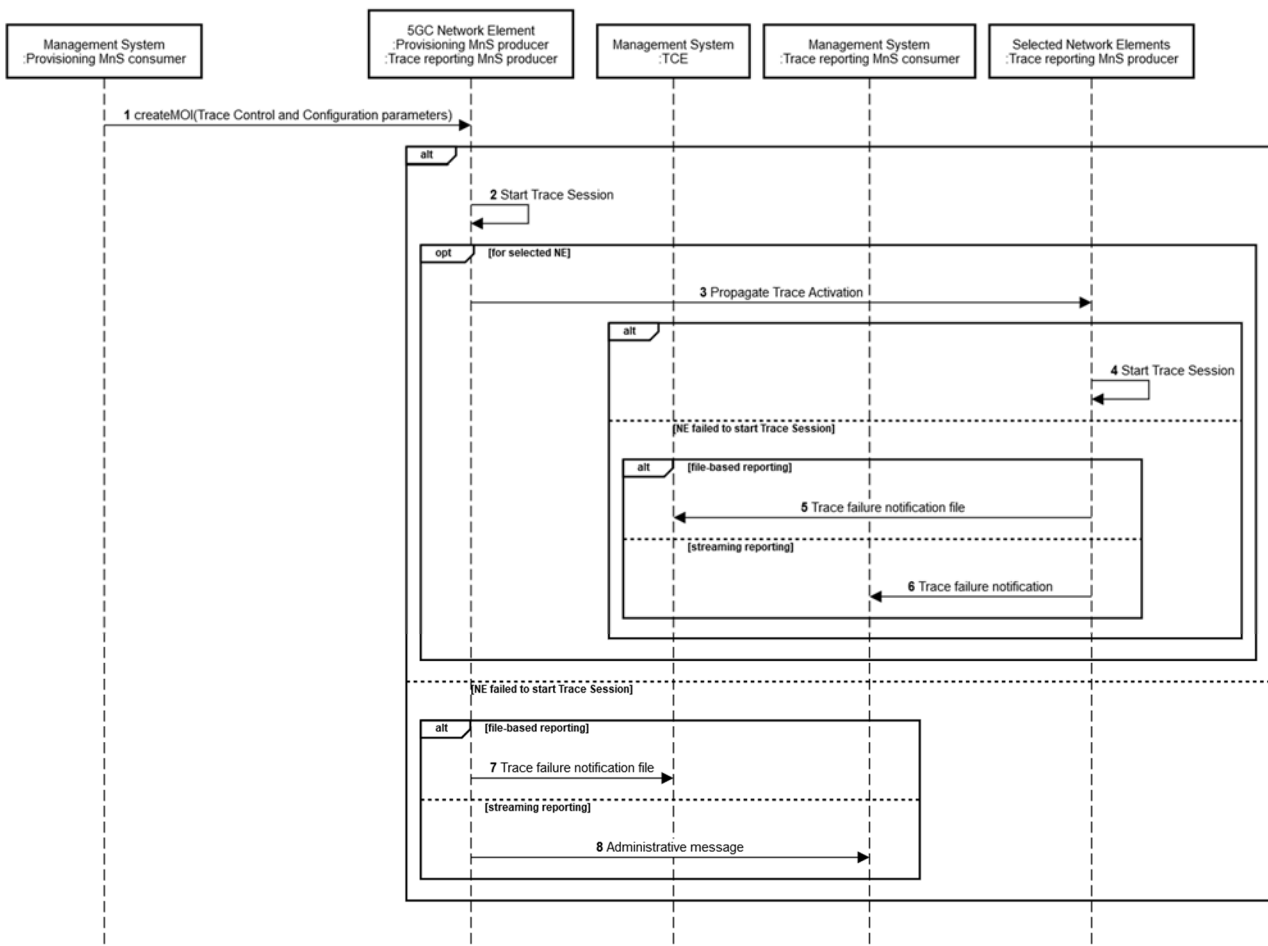 Management System
:Provisioning MnS consumer
5GC Network Element
:Provisioning MnS producer
:Trace reporting MnS producer
Management System
:TCE
Management System
:Trace reporting MnS consumer
Selected Network Elements
:Trace reporting MnS producer
1 createMOI(Trace Control and Configuration parameters)
alt
2 Start Trace Session
opt [for selected NE]
3 Propagate Trace Activation
alt
4 Start Trace Session
[NE failed to start Trace Session]
alt [file-based reporting]
5 Trace failure notification file
[streaming reporting]
6 Trace failure notification
[NE failed to start Trace Session]
alt [file-based reporting]
7 Trace failure notification file
[streaming reporting]
8 Administrative message